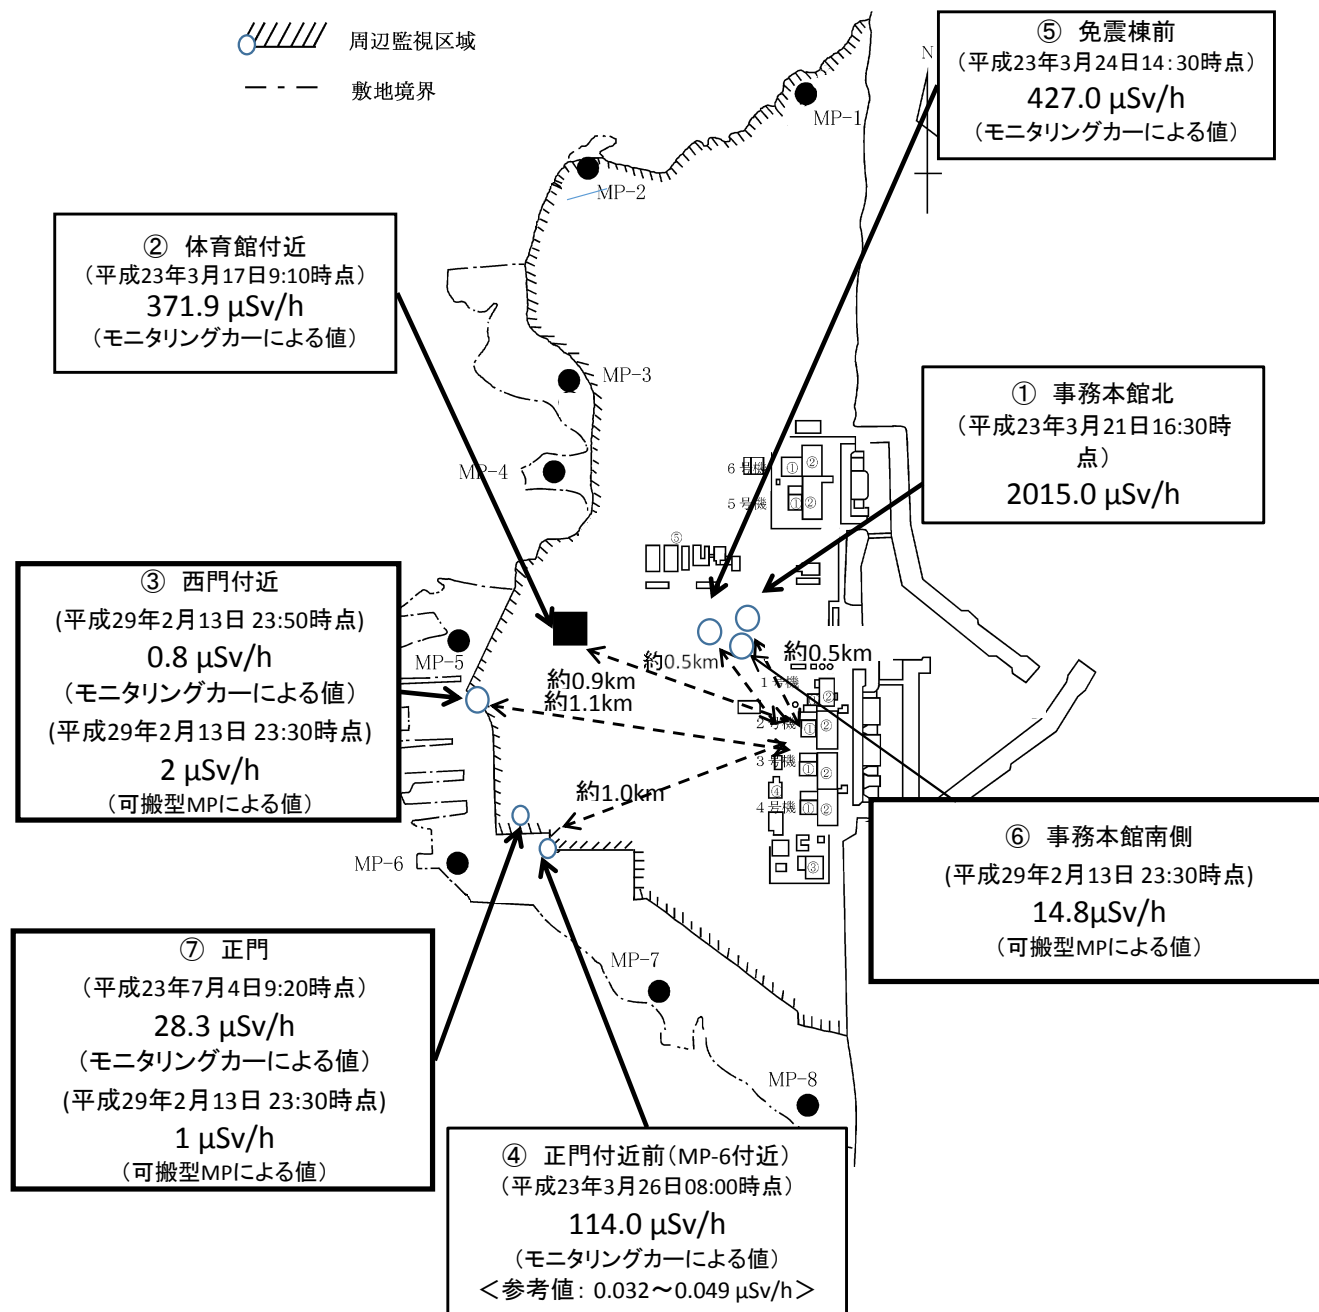 周辺監視区域
敷地境界
⑤ 免震棟前
（平成23年3月24日14：30時点）
427.0 μSv/h
（モニタリングカーによる値）
N
MP-1
MP-2
② 体育館付近
（平成23年3月17日9:10時点）
371.9 μSv/h
（モニタリングカーによる値）
MP-3
① 事務本館北
（平成23年3月21日16:30時
点）
2015.0 μSv/h
MP-4
6号機
① ②
5号機
① ②
⑤
③ 西門付近
(平成29年2月13日 23:50時点)
0.8 μSv/h
（モニタリングカーによる値）
(平成29年2月13日 23:30時点)
2 μSv/h
（可搬型MPによる値）
MP-5
約0.5km
約0.5km
約0.9km
約1.1km
1号機
②
2号機
① ②
3号機
① ②
④
4号機
① ②
③
約1.0km
MP-6
⑥ 事務本館南側
(平成29年2月13日 23:30時点)
14.8μSv/h
（可搬型MPによる値）
⑦ 正門
（平成23年7月4日9:20時点）
28.3 μSv/h
（モニタリングカーによる値）
(平成29年2月13日 23:30時点)
1 μSv/h
（可搬型MPによる値）
MP-7
MP-8
④ 正門付近前（MP-6付近）
（平成23年3月26日08:00時点）
114.0 μSv/h
（モニタリングカーによる値）
＜参考値：0.032～0.049 μSv/h＞